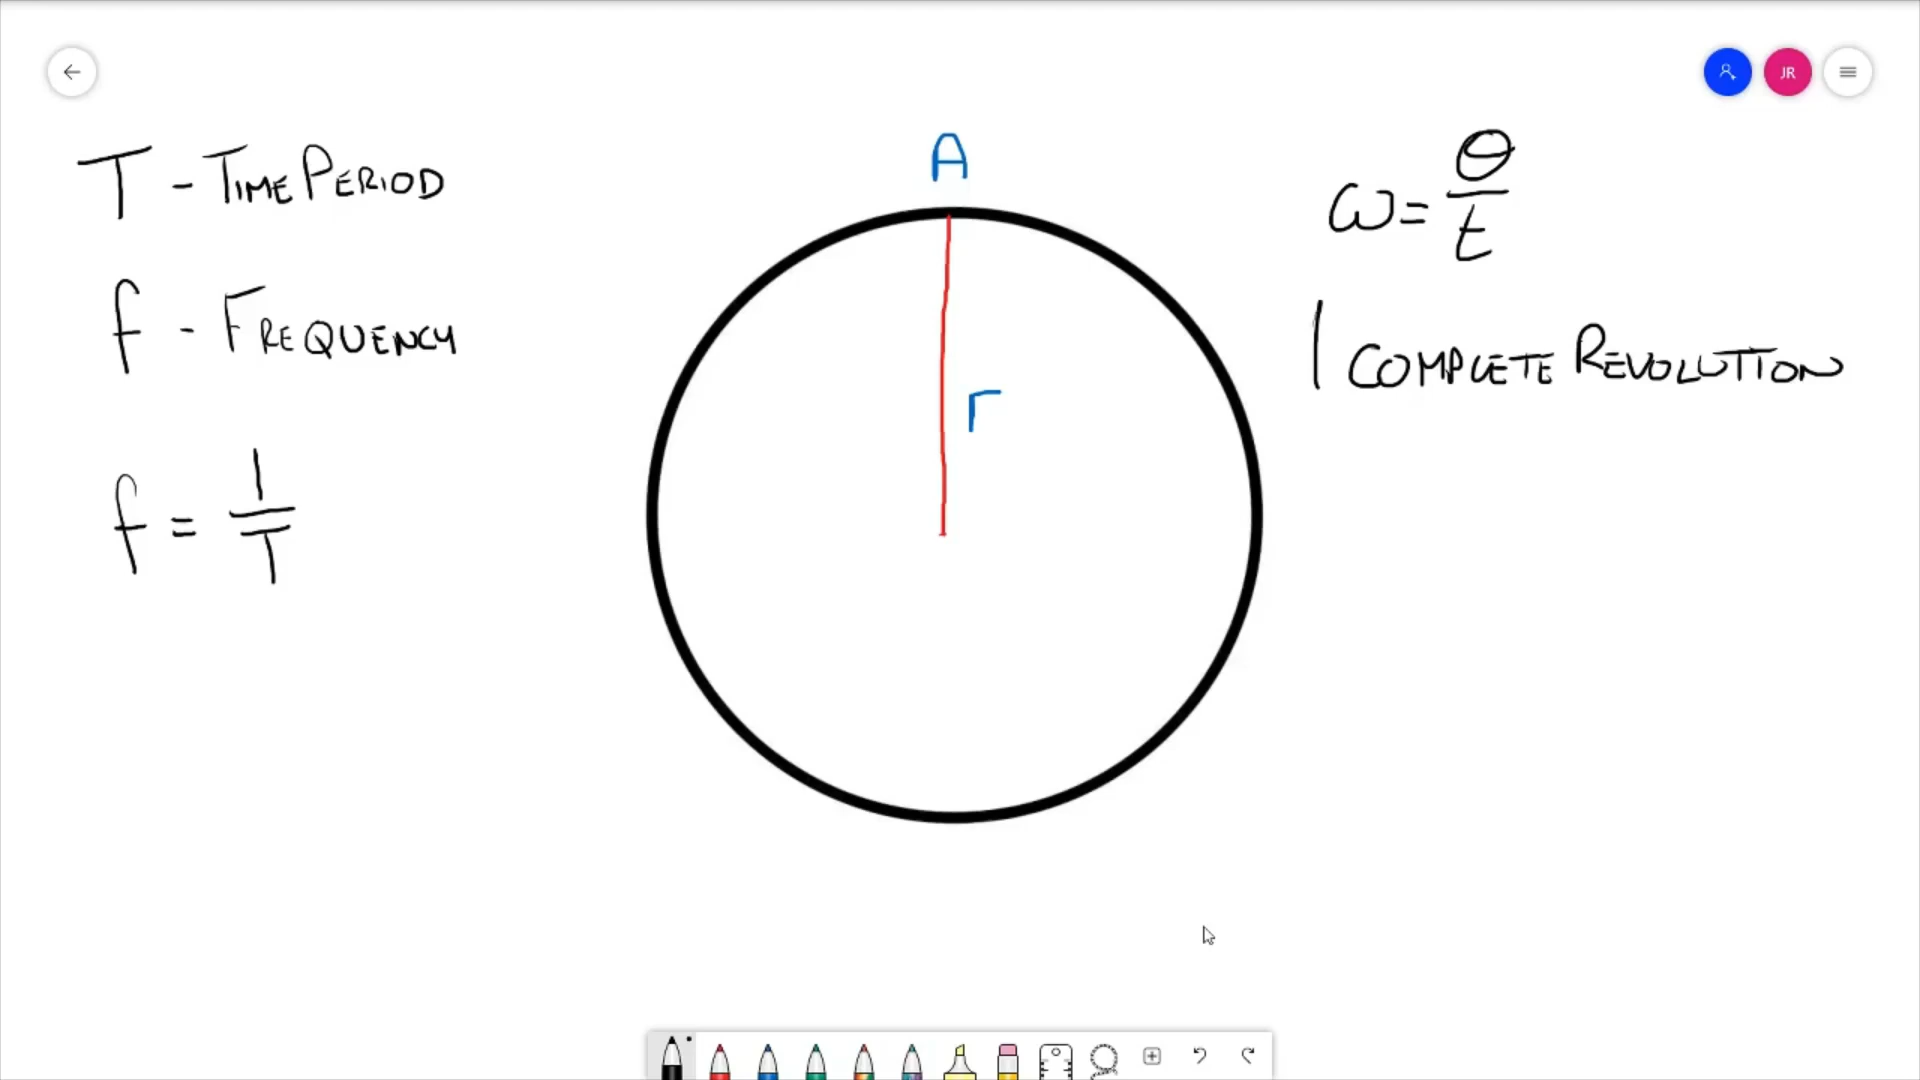 JR
T - TIME PERIOD
f - FREQUENCY
f = 1/T
A
r
ω = θ/t
1 COMPLETE REVOLUTION